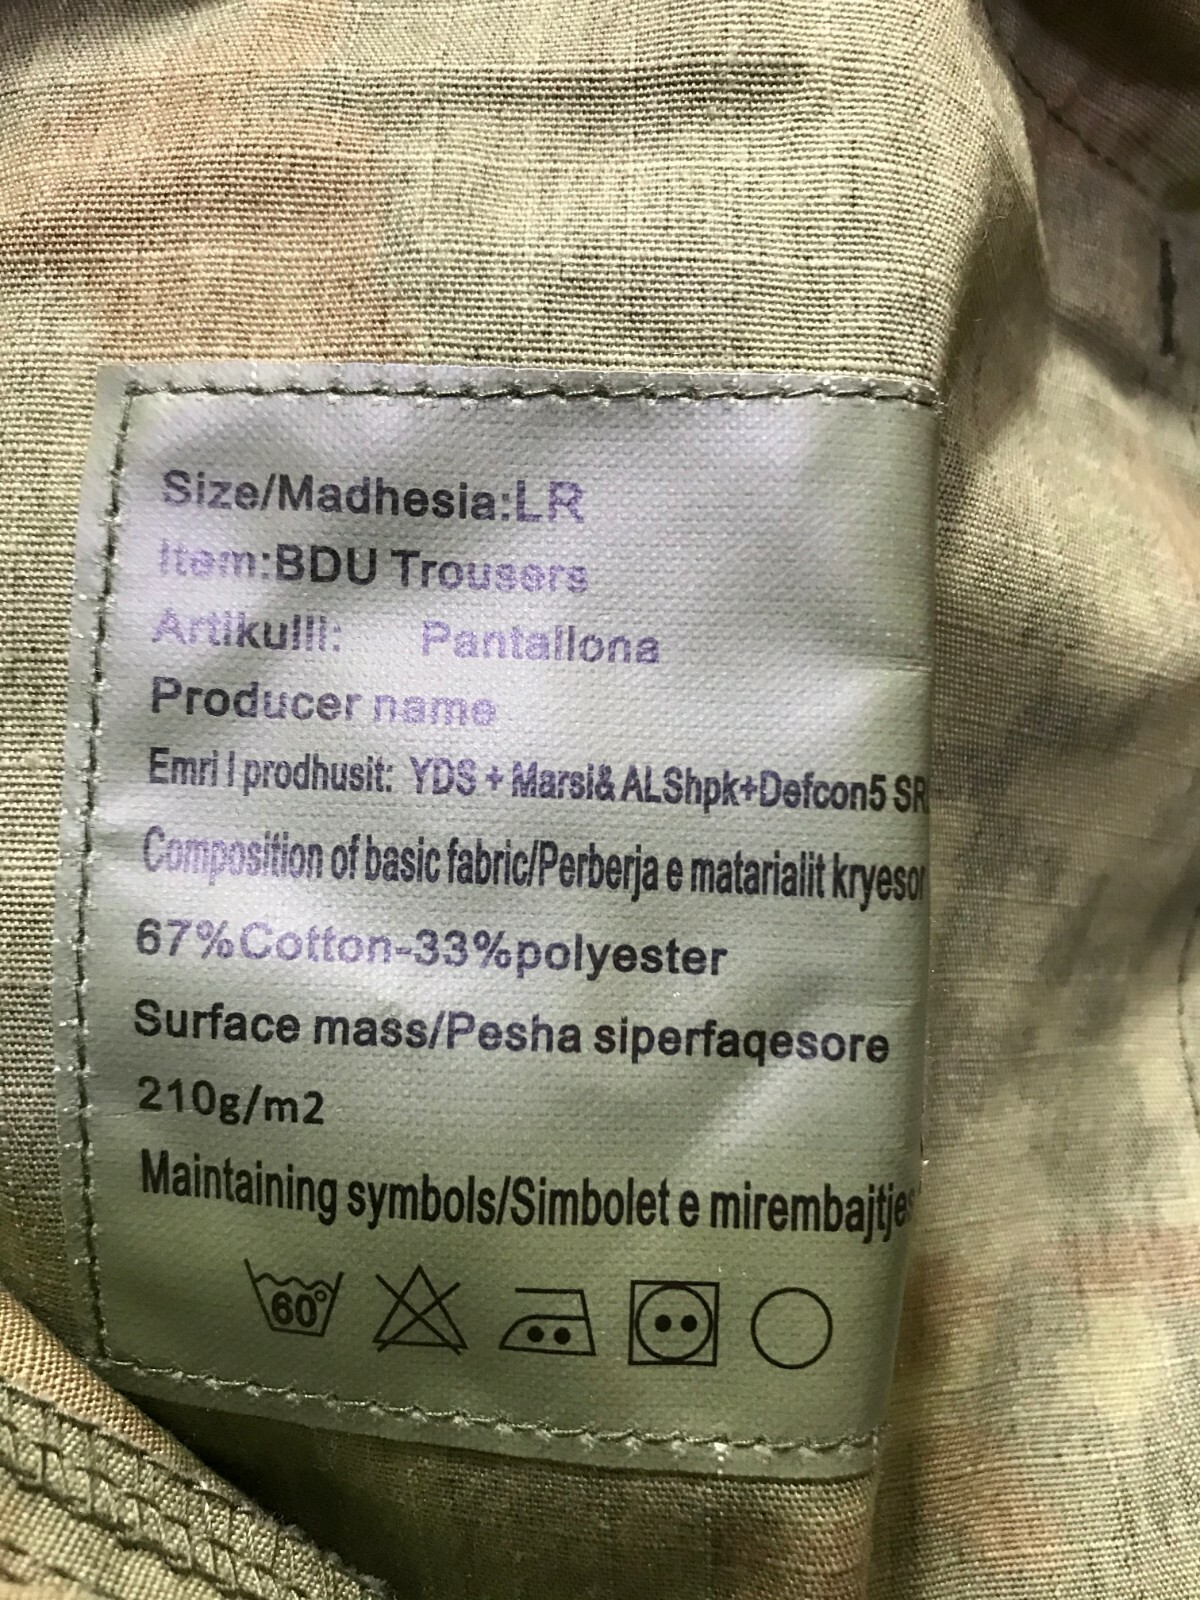 Size/Madhesia:LR
Item:BDU Trousers
Artikulli: Pantallona
Producer name
Emri I prodhusit: YDS + Marsi& ALShpk+Defcon5 SR
Composition of basic fabric/Perberja e matarialit kryesor
67%Cotton-33%polyester
Surface mass/Pesha siperfaqesore
210g/m2
Maintaining symbols/Simbolet e mirembajtjes
60°